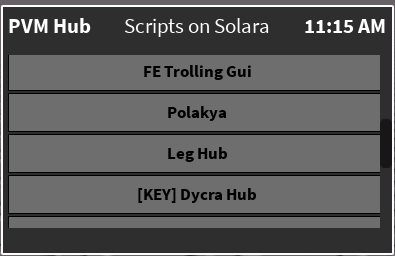 PVM Hub Scripts on Solara 11:15 AM
FE Trolling Gui
Polakya
Leg Hub
[KEY] Dycra Hub